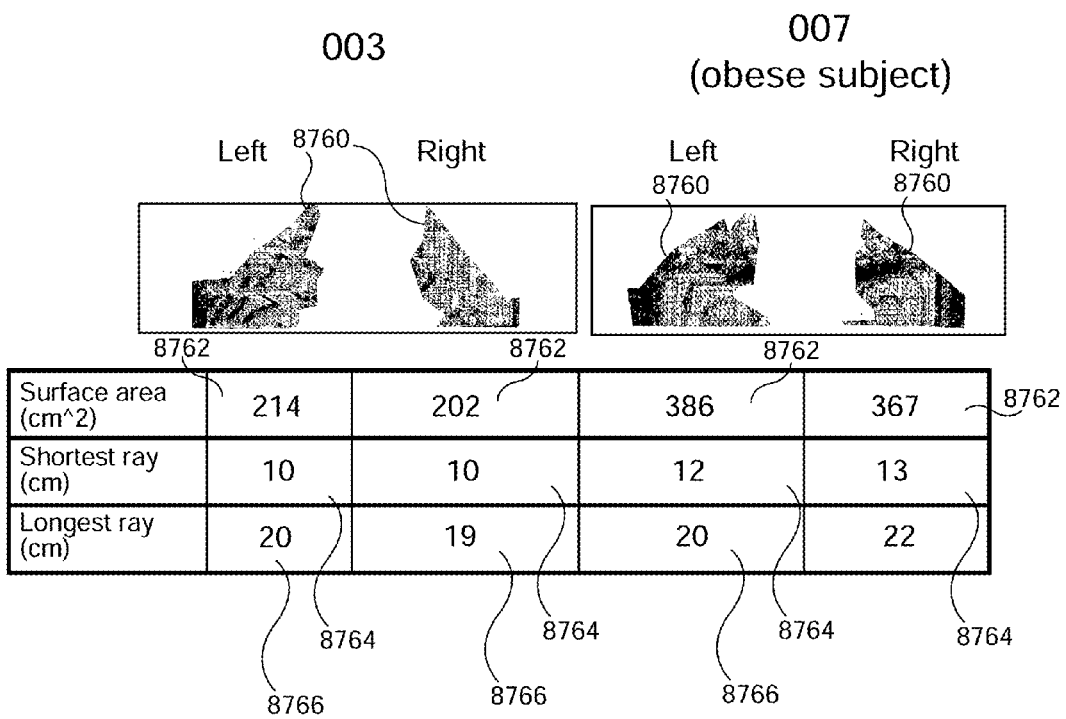 003
007
(obese subject)
Left
8760
Right
Left
8760
Right
8760
8762
8762
8762
Surface area
(cm^2)
214
202
386
367
8762
Shortest ray
(cm)
10
10
12
13
Longest ray
(cm)
20
19
20
22
8764
8764
8764
8764
8766
8766
8766